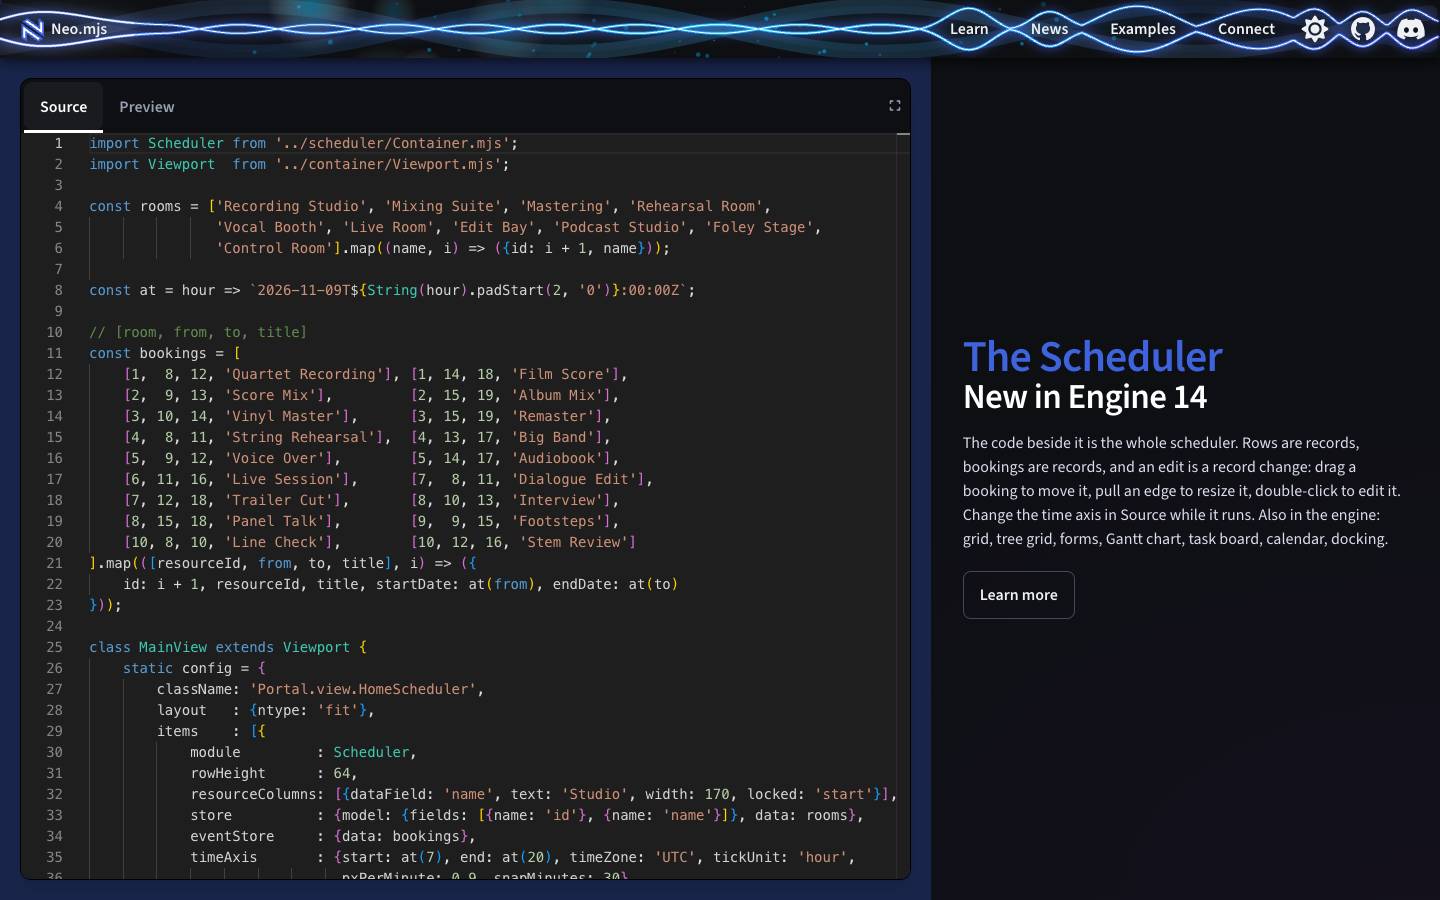 Neo.mjs
Learn
News
Examples
Connect
Source
Preview
1 import Scheduler from '../scheduler/Container.mjs';
2 import Viewport  from '../container/Viewport.mjs';
3
4 const rooms = ['Recording Studio', 'Mixing Suite', 'Mastering', 'Rehearsal Room',
5                'Vocal Booth', 'Live Room', 'Edit Bay', 'Podcast Studio', 'Foley Stage',
6                'Control Room'].map((name, i) => ({id: i + 1, name}));
7
8 const at = hour => `2026-11-09T${String(hour).padStart(2, '0')}:00:00Z`;
9
10 // [room, from, to, title]
11 const bookings = [
12     [1,  8, 12, 'Quartet Recording'], [1, 14, 18, 'Film Score'],
13     [2,  9, 13, 'Score Mix'],         [2, 15, 19, 'Album Mix'],
14     [3, 10, 14, 'Vinyl Master'],      [3, 15, 19, 'Remaster'],
15     [4,  8, 11, 'String Rehearsal'],  [4, 13, 17, 'Big Band'],
16     [5,  9, 12, 'Voice Over'],        [5, 14, 17, 'Audiobook'],
17     [6, 11, 16, 'Live Session'],      [7,  8, 11, 'Dialogue Edit'],
18     [7, 12, 18, 'Trailer Cut'],       [8, 10, 13, 'Interview'],
19     [8, 15, 18, 'Panel Talk'],        [9,  9, 15, 'Footsteps'],
20     [10, 8, 10, 'Line Check'],        [10, 12, 16, 'Stem Review']
21 ].map(([resourceId, from, to, title], i) => ({
22     id: i + 1, resourceId, title, startDate: at(from), endDate: at(to)
23 }));
24
25 class MainView extends Viewport {
26     static config = {
27         className: 'Portal.view.HomeScheduler',
28         layout   : {ntype: 'fit'},
29         items    : [{
30             module         : Scheduler,
31             rowHeight      : 64,
32             resourceColumns: [{dataField: 'name', text: 'Studio', width: 170, locked: 'start'}],
33             store          : {model: {fields: [{name: 'id'}, {name: 'name'}]}, data: rooms},
34             eventStore     : {data: bookings},
35             timeAxis       : {start: at(7), end: at(20), timeZone: 'UTC', tickUnit: 'hour',
36                               pxPerMinute: 0.9, snapMinutes: 30}
The Scheduler
New in Engine 14
The code beside it is the whole scheduler. Rows are records,
bookings are records, and an edit is a record change: drag a
booking to move it, pull an edge to resize it, double-click to edit it.
Change the time axis in Source while it runs. Also in the engine:
grid, tree grid, forms, Gantt chart, task board, calendar, docking.
Learn more